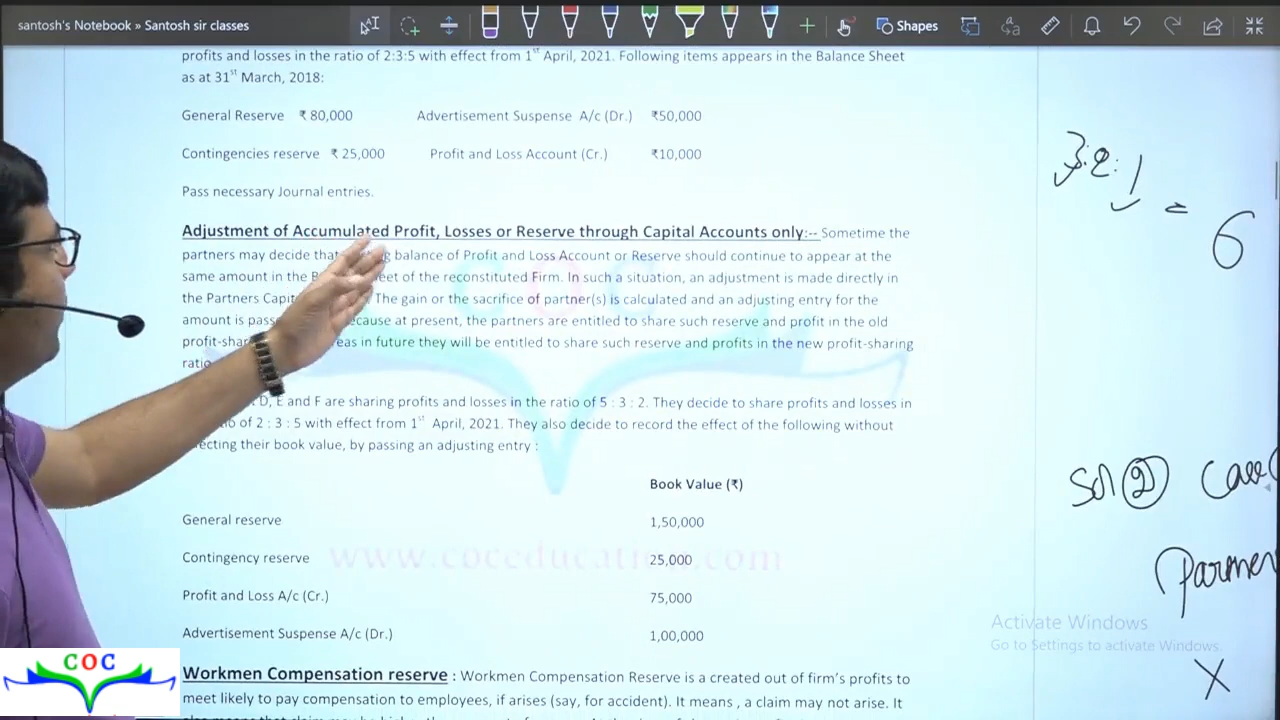 santosh's Notebook » Santosh sir classes
Shapes
profits and losses in the ratio of 2:3:5 with effect from 1st April, 2021. Following items appears in the Balance Sheet
as at 31st March, 2018:
General Reserve ₹ 80,000 Advertisement Suspense A/c (Dr.) ₹50,000
Contingencies reserve ₹ 25,000 Profit and Loss Account (Cr.) ₹10,000
Pass necessary Journal entries.
Adjustment of Accumulated Profit, Losses or Reserve through Capital Accounts only:-- Sometime the
partners may decide that balance of Profit and Loss Account or Reserve should continue to appear at the
same amount in the eet of the reconstituted Firm. In such a situation, an adjustment is made directly in
the Partners Capit The gain or the sacrifice of partner(s) is calculated and an adjusting entry for the
amount is pass ecause at present, the partners are entitled to share such reserve and profit in the old
profit-shar eas in future they will be entitled to share such reserve and profits in the new profit-sharing
ratio
D, E and F are sharing profits and losses in the ratio of 5 : 3 : 2. They decide to share profits and losses in
of 2 : 3 : 5 with effect from 1st April, 2021. They also decide to record the effect of the following without
ecting their book value, by passing an adjusting entry :
Book Value (₹)
General reserve 1,50,000
Contingency reserve 25,000
Profit and Loss A/c (Cr.) 75,000
Advertisement Suspense A/c (Dr.) 1,00,000
Workmen Compensation reserve : Workmen Compensation Reserve is a created out of firm's profits to
meet likely to pay compensation to employees, if arises (say, for accident). It means , a claim may not arise. It
3:2:1 = 6
Sol 2 Case
Parmer
X
www.coceducation.com
Activate Windows
Go to Settings to activate Windows.
COC